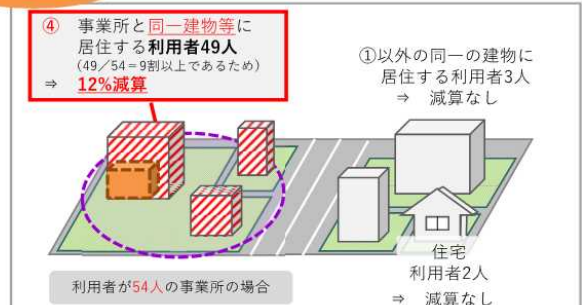 ④ 事業所と同一建物等に
居住する利用者49人
(49/54=9割以上であるため)
⇒ 12%減算
①以外の同一の建物に
居住する利用者3人
⇒ 減算なし
住宅
利用者2人
⇒ 減算なし
利用者が54人の事業所の場合